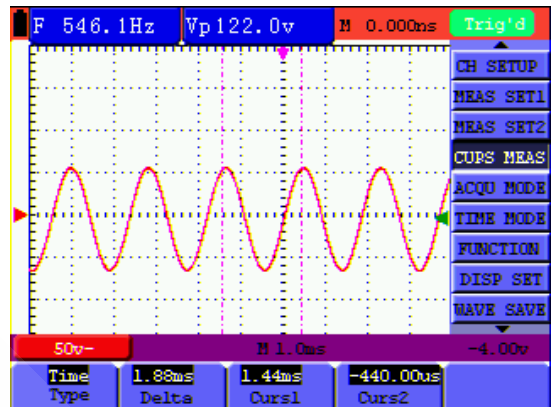 F 546.1Hz Vp122.0v M 0.000ns Trig'd
CH SETUP
MEAS SET1
MEAS SET2
CUPS MEAS
ACQU MODE
TIME MODE
FUNCTION
DISP SET
WAVE SAVE
50v- M 1.0ms -4.00v
Time 1.88ms 1.44ms -440.00us
Type Delta Curs1 Curs2